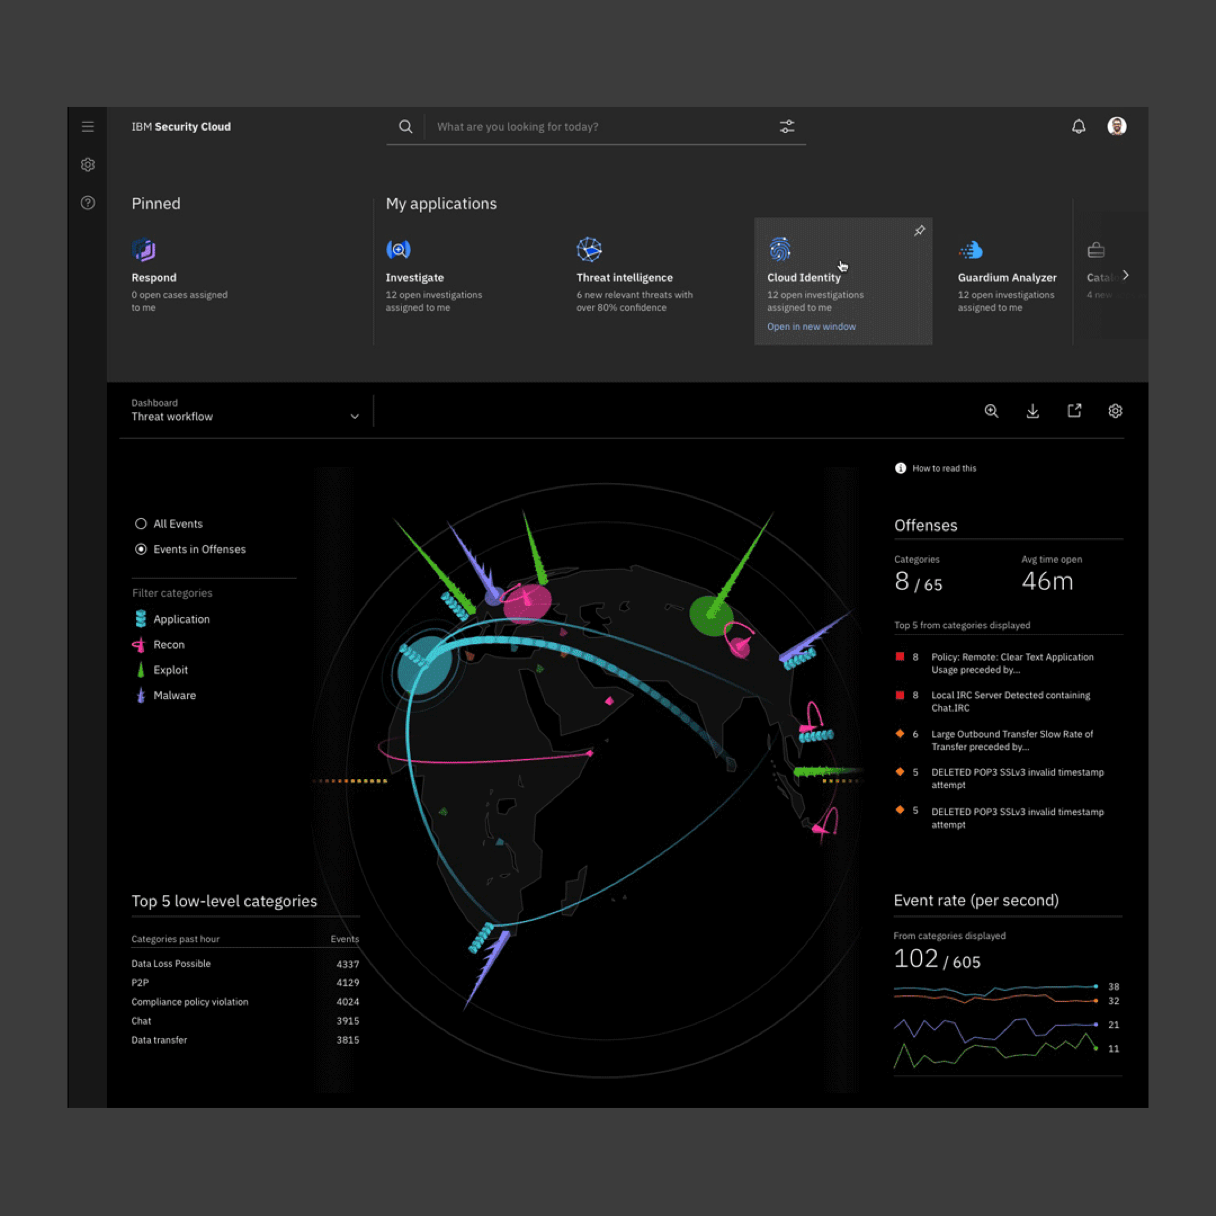 IBM Security Cloud
What are you looking for today?
Pinned
My applications
Respond
0 open cases assigned
to me
Investigate
12 open investigations
assigned to me
Threat intelligence
6 new relevant threats with
over 80% confidence
Cloud Identity
12 open investigations
assigned to me
Open in new window
Guardium Analyzer
12 open investigations
assigned to me
Cata
4 new
Dashboard
Threat workflow
How to read this
All Events
Events in Offenses
Filter categories
Application
Recon
Exploit
Malware
Offenses
Categories
8 / 65
Avg time open
46m
Top 5 from categories displayed
8 Policy: Remote: Clear Text Application
Usage preceded by...
8 Local IRC Server Detected containing
Chat.IRC
6 Large Outbound Transfer Slow Rate of
Transfer preceded by...
5 DELETED POP3 SSLv3 invalid timestamp
attempt
5 DELETED POP3 SSLv3 invalid timestamp
attempt
Top 5 low-level categories
Categories past hour Events
Data Loss Possible 4337
P2P 4129
Compliance policy violation 4024
Chat 3915
Data transfer 3815
Event rate (per second)
From categories displayed
102 / 605
38
32
21
11